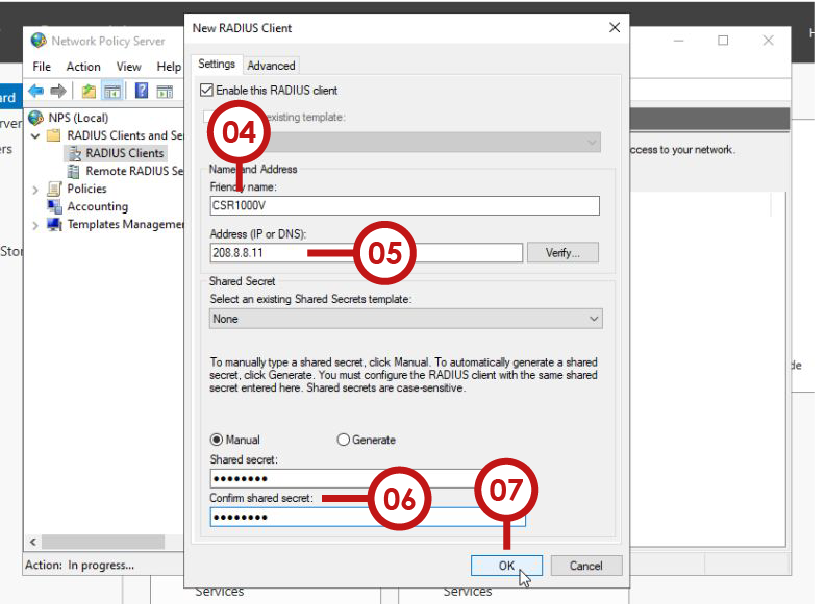 New RADIUS Client
Network Policy Server
File Action View Help
Settings Advanced
Enable this RADIUS client
existing template:
04
Name and Address
Friendly name:
CSR1000V
Address (IP or DNS):
208.8.8.11
05
Verify...
Shared Secret
Select an existing Shared Secrets template:
None
To manually type a shared secret, click Manual. To automatically generate a shared
secret, click Generate. You must configure the RADIUS client with the same shared
secret entered here. Shared secrets are case-sensitive.
Manual Generate
Shared secret:
••••••••
Confirm shared secret:
06
••••••••
07
OK Cancel
NPS (Local)
RADIUS Clients and Se
RADIUS Clients
Remote RADIUS Se
Policies
Accounting
Templates Managemen
ccess to your network.
Action: In progress...
Services
Services